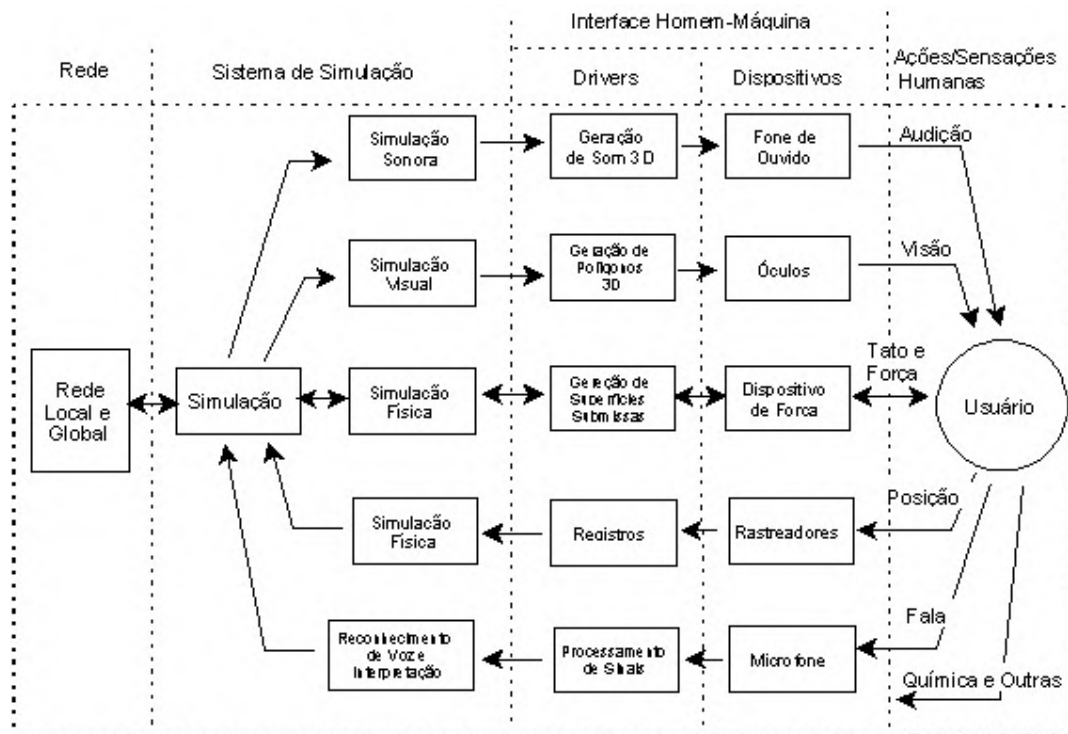 Interface Homem-Máquina
Rede
Sistema de Simulação
Drivers
Dispositivos
Ações/Sensações
Humanas
Simulação
Sonora
Geração
de Som 3D
Fone de
Ouvido
Audição
Simulação
Visual
Geração de
Polígonos
3D
Óculos
Visão
Rede
Local e
Global
Simulação
Simulação
Física
Geração de
Superfícies
Submissas
Dispositivo
de Força
Tato e
Força
Usuário
Simulação
Física
Registros
Rastreadores
Posição
Reconhecimento
de Voz e
Interpretação
Processamento
de Sinais
Microfone
Fala
Química e Outras